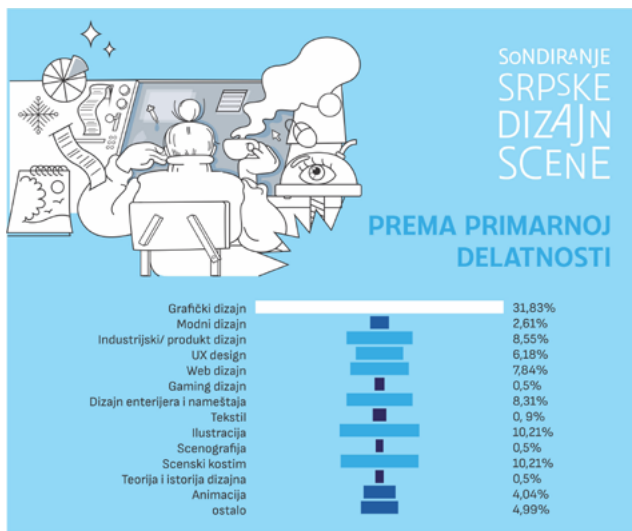 SoNDIRANJE
SRPSKE
DIZAJN
SCENE
PREMA PRIMARNOJ
DELATNOSTI
Grafički dizajn 31,83%
Modni dizajn 2,61%
Industrijski/ produkt dizajn 8,55%
UX design 6,18%
Web dizajn 7,84%
Gaming dizajn 0,5%
Dizajn enterijera i nameštaja 8,31%
Tekstil 0, 9%
Ilustracija 10,21%
Scenografija 0,5%
Scenski kostim 10,21%
Teorija i istorija dizajna 0,5%
Animacija 4,04%
ostalo 4,99%